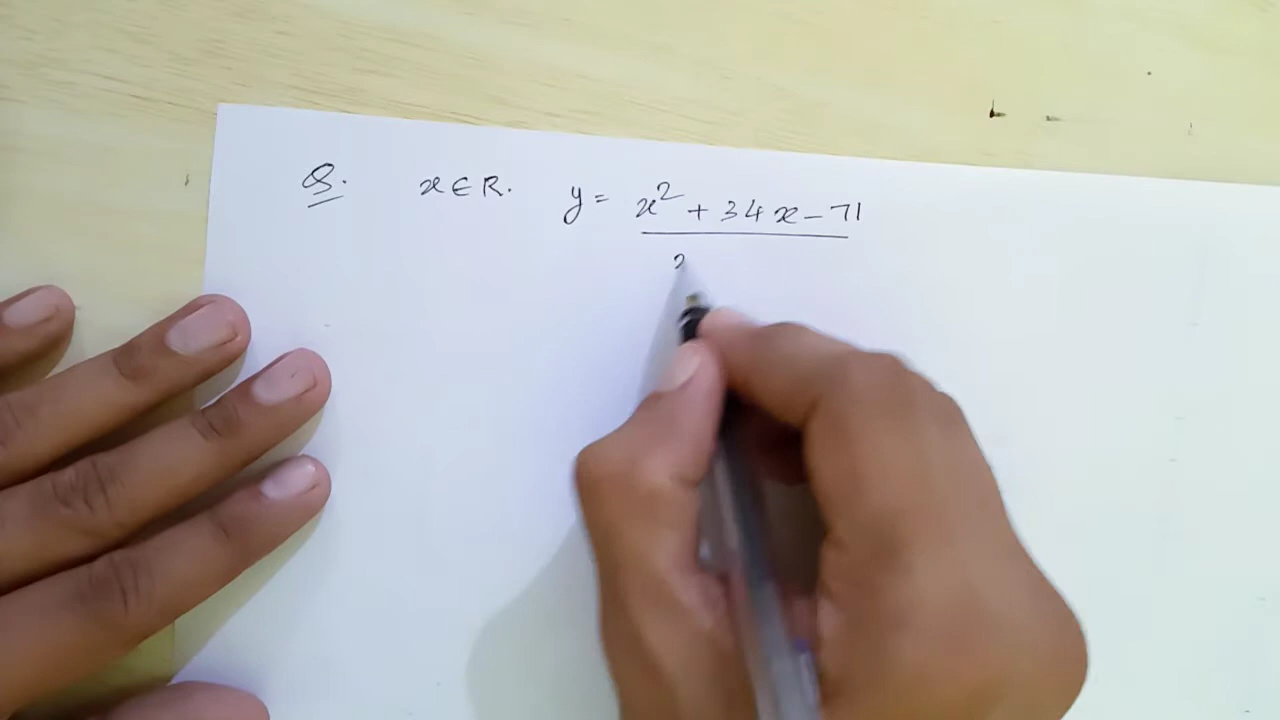 Q. x ∈ R. y = x² + 34x - 71